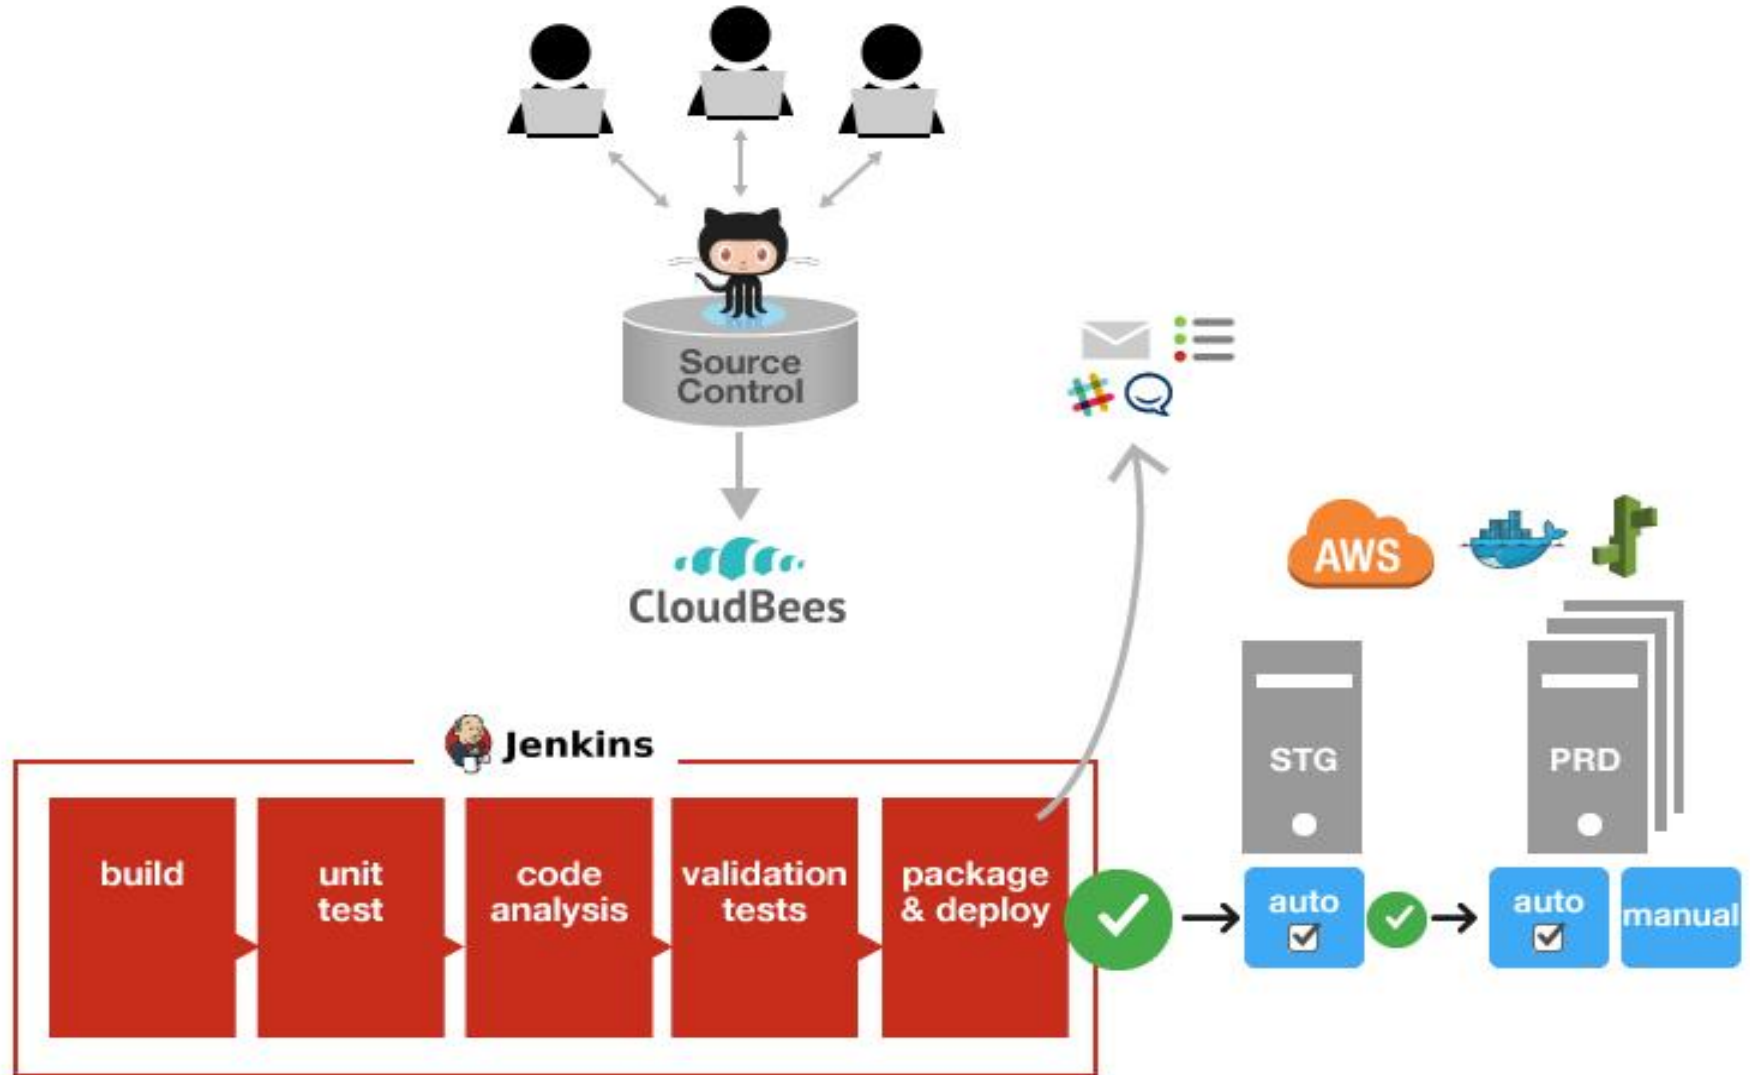 Source
Control
CloudBees
AWS
Jenkins
STG
PRD
build
unit
test
code
analysis
validation
tests
package
& deploy
auto
auto
manual